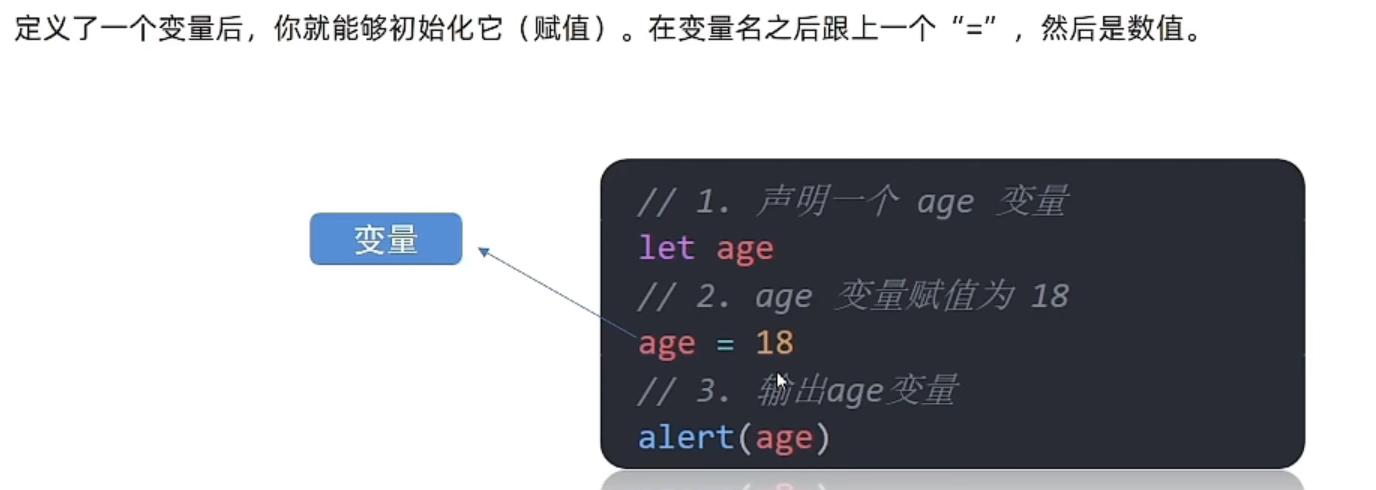 定义了一个变量后，你就能够初始化它（赋值）。在变量名之后跟上一个“=”，然后是数值。
变量
// 1. 声明一个 age 变量
let age
// 2. age 变量赋值为 18
age = 18
// 3. 输出age变量
alert(age)